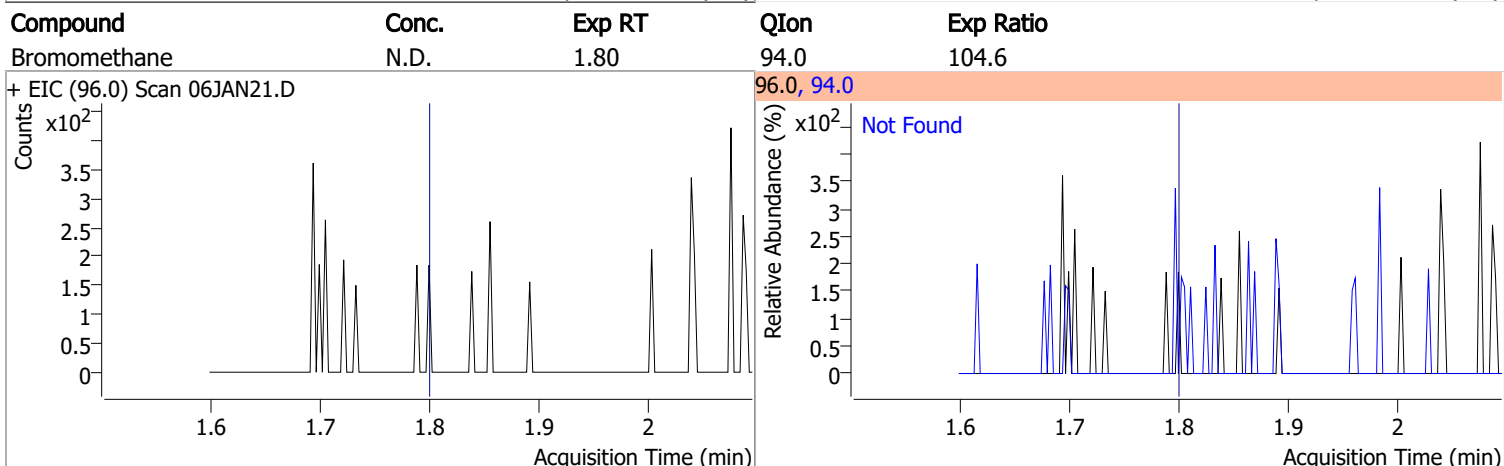 Compound Conc. Exp RT QIon Exp Ratio
Bromomethane N.D. 1.80 94.0 104.6
+ EIC (96.0) Scan 06JAN21.D
Counts
x10²
3.5
3
2.5
2
1.5
1
0.5
0
1.6 1.7 1.8 1.9 2
Acquisition Time (min)
96.0, 94.0
Relative Abundance (%)
x10²
Not Found
3.5
3
2.5
2
1.5
1
0.5
0
1.6 1.7 1.8 1.9 2
Acquisition Time (min)